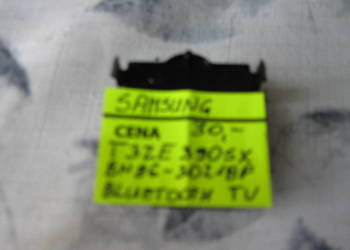 SAMSUNG
CENA 30,-
T32E390SX
BN96-30218P
BLUETOOTH TV